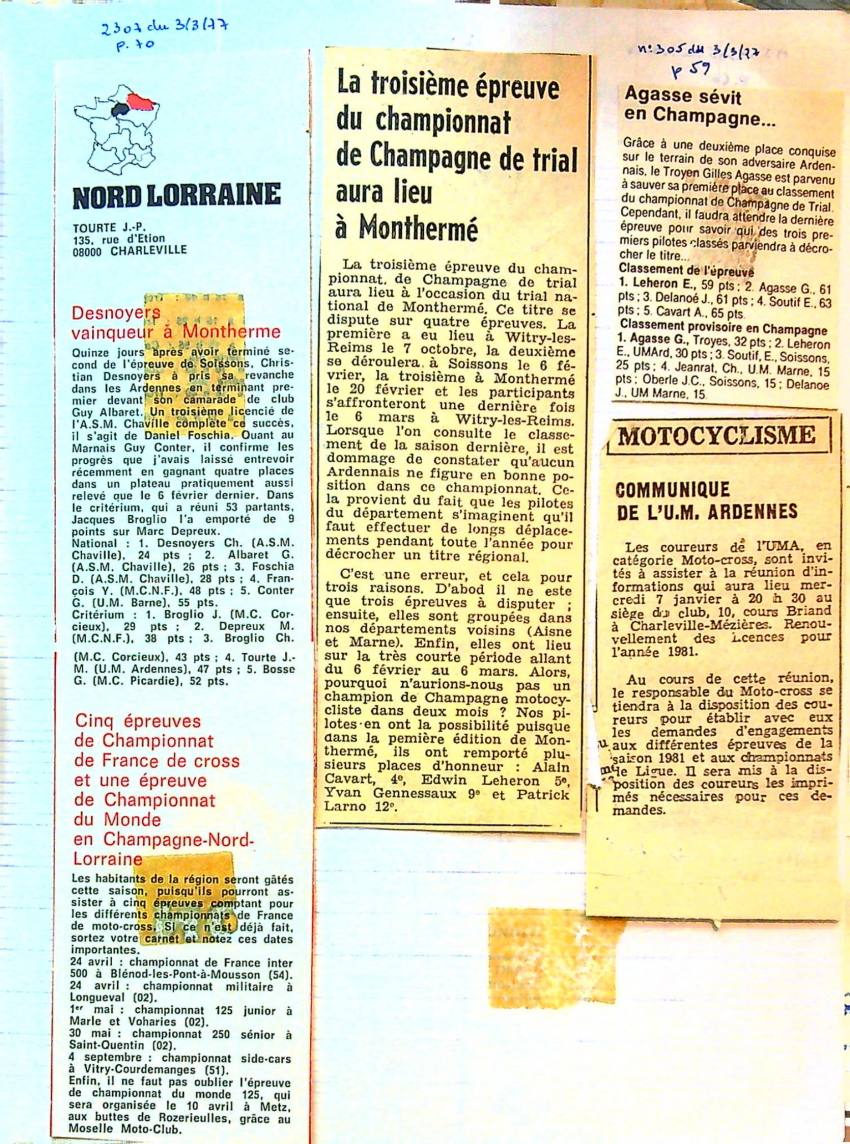 2307 du 3/3/77
p. 70
NORD LORRAINE
TOURTE J.-P.
135, rue d'Etion
08000 CHARLEVILLE
Desnoyers
vainqueur à Montherme
Quinze jours après avoir terminé se-
cond de l'épreuve de Soissons, Chris-
tian Desnoyers à pris sa revanche
dans les Ardennes en terminant pre-
mier devant son camarade de club
Guy Albaret. Un troisième licencié de
l'A.S.M. Chaville complète ce succès,
il s'agit de Daniel Foschia. Quant au
Marnais Guy Conter, il confirme les
progrès que j'avais laissé entrevoir
récemment en gagnant quatre places
dans un plateau pratiquement aussi
relevé que le 6 février dernier. Dans
le critérium, qui a réuni 53 partants,
Jacques Broglio l'a emporté de 9
points sur Marc Depreux.
National : 1. Desnoyers Ch. (A.S.M.
Chaville), 24 pts ; 2. Albaret G.
(A.S.M. Chaville), 26 pts ; 3. Foschia
D. (A.S.M. Chaville), 28 pts ; 4. Fran-
çois Y. (M.C.N.F.), 48 pts ; 5. Conter
G. (U.M. Barne), 55 pts.
Critérium : 1. Broglio J. (M.C. Cor-
cieux), 29 pts ; 2. Depreux M.
(M.C.N.F.), 38 pts ; 3. Broglio Ch.
(M.C. Corcieux), 43 pts ; 4. Tourte J.-
M. (U.M. Ardennes), 47 pts ; 5. Bosse
G. (M.C. Picardie), 52 pts.
Cinq épreuves
de Championnat
de France de cross
et une épreuve
de Championnat
du Monde
en Champagne-Nord-
Lorraine
Les habitants de la région seront gâtés
cette saison, puisqu'ils pourront as-
sister à cinq épreuves comptant pour
les différents championnats de France
de moto-cross. Si ce n'est déjà fait,
sortez votre carnet et notez ces dates
importantes.
24 avril : championnat de France inter
500 à Blénod-les-Pont-à-Mousson (54).
24 avril : championnat militaire à
Longueval (02).
1er mai : championnat 125 junior à
Marle et Voharies (02).
30 mai : championnat 250 sénior à
Saint-Quentin (02).
4 septembre : championnat side-cars
à Vitry-Courdemanges (51).
Enfin, il ne faut pas oublier l'épreuve
de championnat du monde 125, qui
sera organisée le 10 avril à Metz,
aux buttes de Rozerieulles, grâce au
Moselle Moto-Club.
La troisième épreuve
du championnat
de Champagne de trial
aura lieu
à Monthermé
La troisième épreuve du cham-
pionnat de Champagne de trial
aura lieu à l'occasion du trial na-
tional de Monthermé. Ce titre se
dispute sur quatre épreuves. La
première a eu lieu à Witry-les-
Reims le 7 octobre, la deuxième
se déroulera à Soissons le 6 fé-
vrier, la troisième à Monthermé
le 20 février et les participants
s'affronteront une dernière fois
le 6 mars à Witry-les-Reims.
Lorsque l'on consulte le classe-
ment de la saison dernière, il est
dommage de constater qu'aucun
Ardennais ne figure en bonne po-
sition dans ce championnat. Ce-
la provient du fait que les pilotes
du département s'imaginent qu'il
faut effectuer de longs déplace-
ments pendant toute l'année pour
décrocher un titre régional.
C'est une erreur, et cela pour
trois raisons. D'abod il ne este
que trois épreuves à disputer ;
ensuite, elles sont groupées dans
nos départements voisins (Aisne
et Marne). Enfin, elles ont lieu
sur la très courte période allant
du 6 février au 6 mars. Alors,
pourquoi n'aurions-nous pas un
champion de Champagne motocy-
cliste dans deux mois ? Nos pi-
lotes en ont la possibilité puisque
dans la pemière édition de Mon-
thermé, ils ont remporté plu-
sieurs places d'honneur : Alain
Cavart, 4e, Edwin Leheron 5e,
Yvan Gennessaux 9e et Patrick
Larno 12e.
n° 305 du 3/3/77
p 59
Agasse sévit
en Champagne...
Grâce à une deuxième place conquise
sur le terrain de son adversaire Arden-
nais, le Troyen Gilles Agasse est parvenu
à sauver sa première place au classement
du championnat de Champagne de Trial.
Cependant, il faudra attendre la dernière
épreuve pour savoir qui des trois pre-
miers pilotes classés parviendra à décro-
cher le titre...
Classement de l'épreuve
1. Leheron E., 59 pts ; 2. Agasse G., 61
pts ; 3. Delanoé J., 61 pts ; 4. Soutif E., 63
pts ; 5. Cavart A., 65 pts.
Classement provisoire en Champagne
1. Agasse G., Troyes, 32 pts ; 2. Leheron
E., UMArd, 30 pts ; 3. Soutif, E., Soissons,
25 pts ; 4. Jeanrat, Ch., U.M. Marne, 15
pts ; Oberle J.C., Soissons, 15 ; Delanoe
J., UM Marne, 15.
MOTOCYCLISME
COMMUNIQUE
DE L'U.M. ARDENNES
Les coureurs de l'UMA, en
catégorie Moto-cross, sont invi-
tés à assister à la réunion d'in-
formations qui aura lieu mer-
credi 7 janvier à 20 h 30 au
siège du club, 10, cours Briand
à Charleville-Mézières. Renou-
vellement des Licences pour
l'année 1981.
Au cours de cette réunion,
le responsable du Moto-cross se
tiendra à la disposition des cou-
reurs pour établir avec eux
les demandes d'engagements
aux différentes épreuves de la
saison 1981 et aux championnats
de Ligue. Il sera mis à la dis-
position des coureurs les impri-
més nécessaires pour ces de-
mandes.